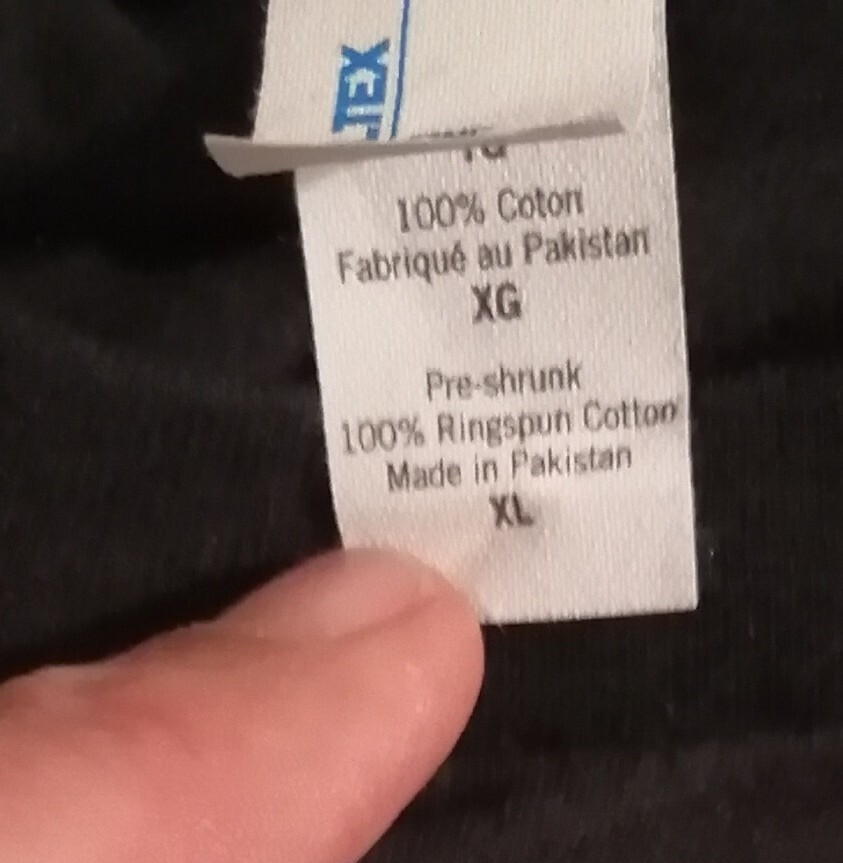 100% Coton
Fabriqué au Pakistan
XG
Pre-shrunk
100% Ringspun Cotton
Made in Pakistan
XL